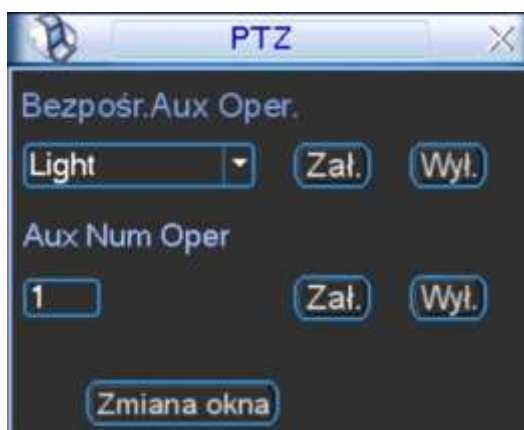 PTZ
Bezpośr.Aux Oper.
Light Zał. Wył.
Aux Num Oper
1 Zał. Wył.
Zmiana okna